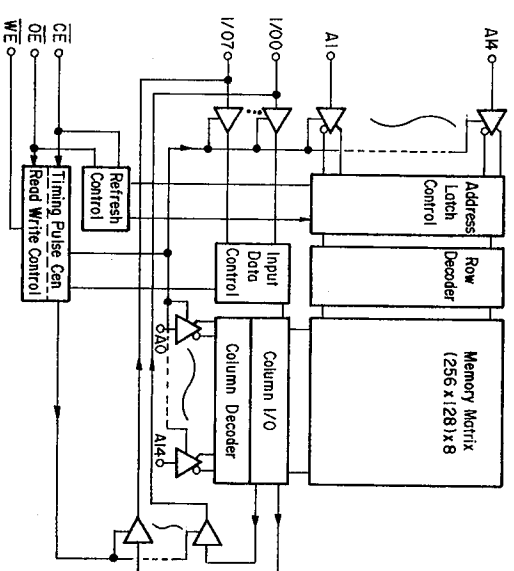 A14
A1
I/O0
I/O7
CE
OE
WE
Address
Latch
Control
Row
Decoder
Memory Matrix
(256 x 128) x 8
Refresh
Control
Input
Data
Control
Timing Pulse Gen
Read Write Control
Column I/O
Column Decoder
A0
A14